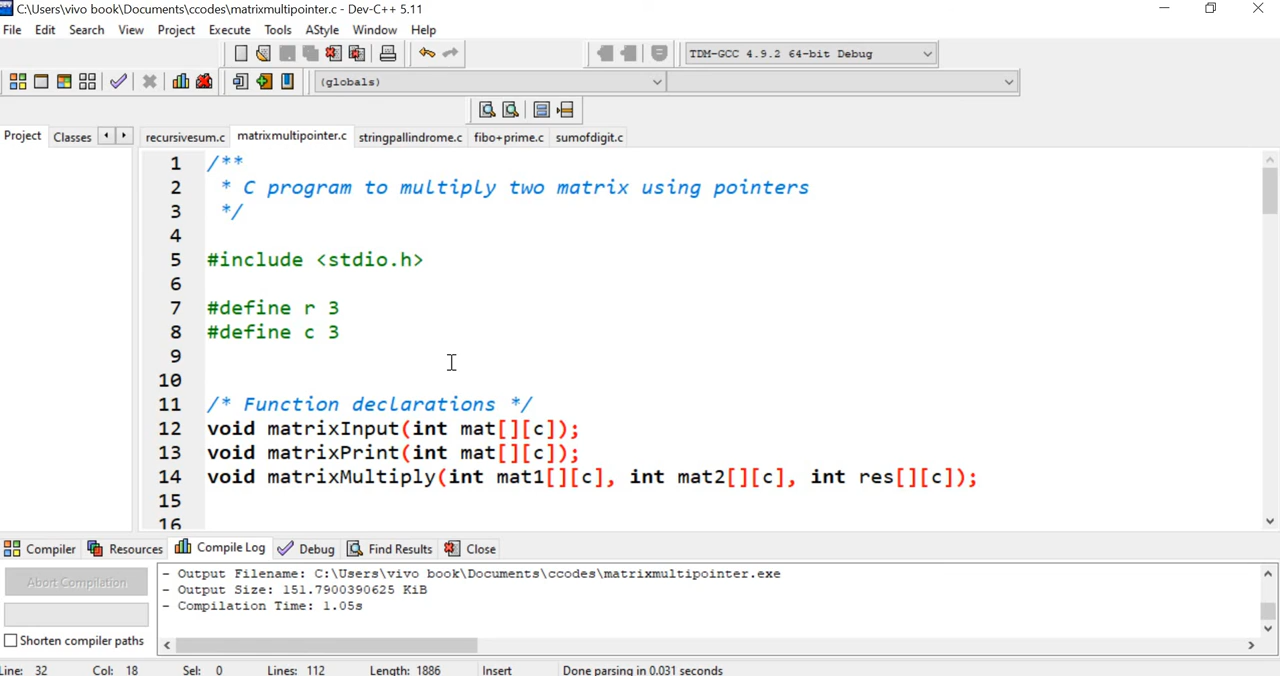 C:\Users\vivo book\Documents\ccodes\matrixmultipointer.c - Dev-C++ 5.11
File Edit Search View Project Execute Tools AStyle Window Help
TDM-GCC 4.9.2 64-bit Debug
(globals)
Project Classes recursivesum.c matrixmultipointer.c stringpallindrome.c fibo+prime.c sumofdigit.c
1 /**
2 * C program to multiply two matrix using pointers
3 */
4
5 #include <stdio.h>
6
7 #define r 3
8 #define c 3
9
10
11 /* Function declarations */
12 void matrixInput(int mat[][c]);
13 void matrixPrint(int mat[][c]);
14 void matrixMultiply(int mat1[][c], int mat2[][c], int res[][c]);
15
16
Compiler Resources Compile Log Debug Find Results Close
Abort Compilation
Shorten compiler paths
- Output Filename: C:\Users\vivo book\Documents\ccodes\matrixmultipointer.exe
- Output Size: 151.7900390625 KiB
- Compilation Time: 1.05s
Line: 32 Col: 18 Sel: 0 Lines: 112 Length: 1886 Insert Done parsing in 0.031 seconds